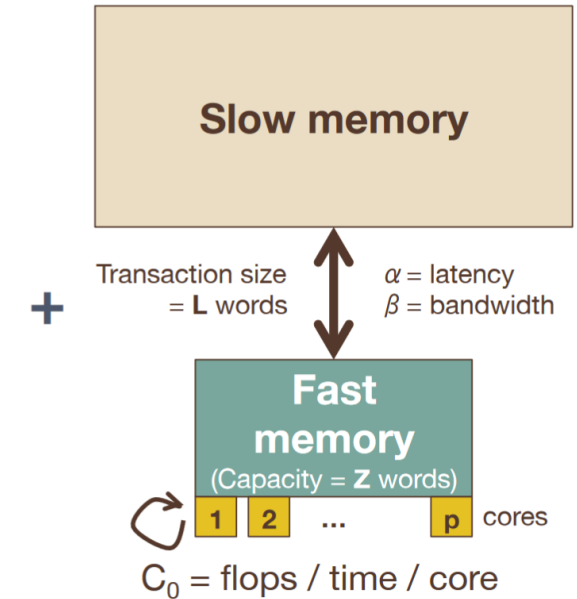 Slow memory
Transaction size
= L words
α = latency
β = bandwidth
+
Fast
memory
(Capacity = Z words)
1 2 ... p cores
C₀ = flops / time / core